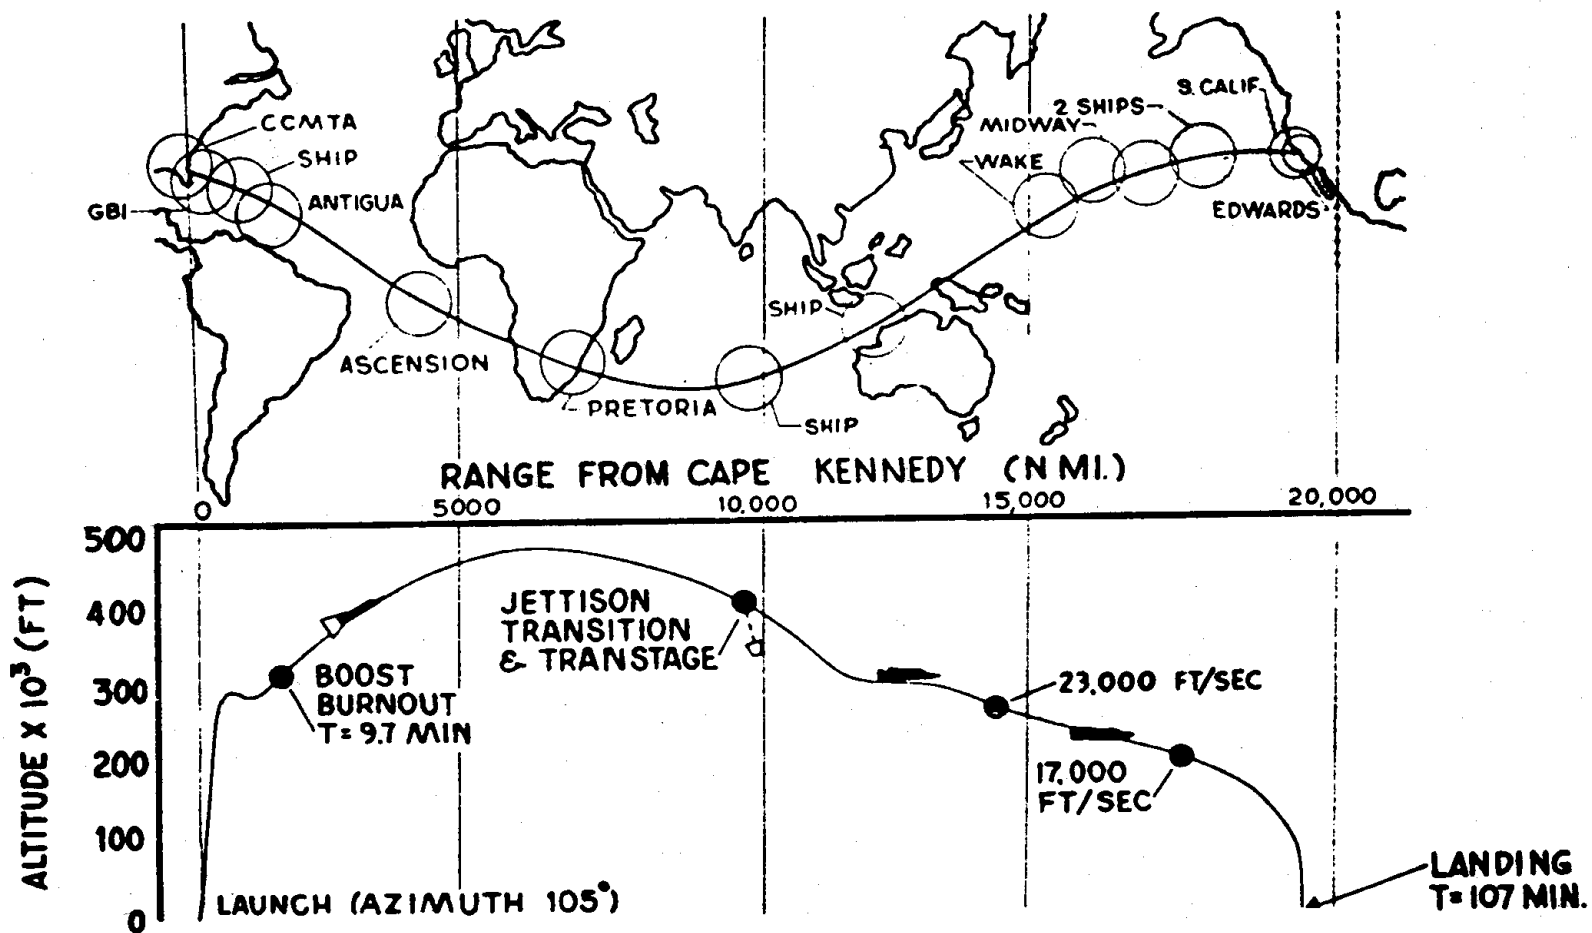 CCMTA
SHIP
GBI
ANTIGUA
ASCENSION
PRETORIA
SHIP
SHIP
WAKE
MIDWAY
2 SHIPS
S. CALIF.
EDWARDS
RANGE FROM CAPE KENNEDY (N MI.)
0 5000 10,000 15,000 20,000
ALTITUDE X 10³ (FT)
500
400
300
200
100
0
BOOST
BURNOUT
T= 9.7 MIN
JETTISON
TRANSITION
& TRANSTAGE
23,000 FT/SEC
17,000
FT/SEC
LAUNCH (AZIMUTH 105°)
LANDING
T= 107 MIN.